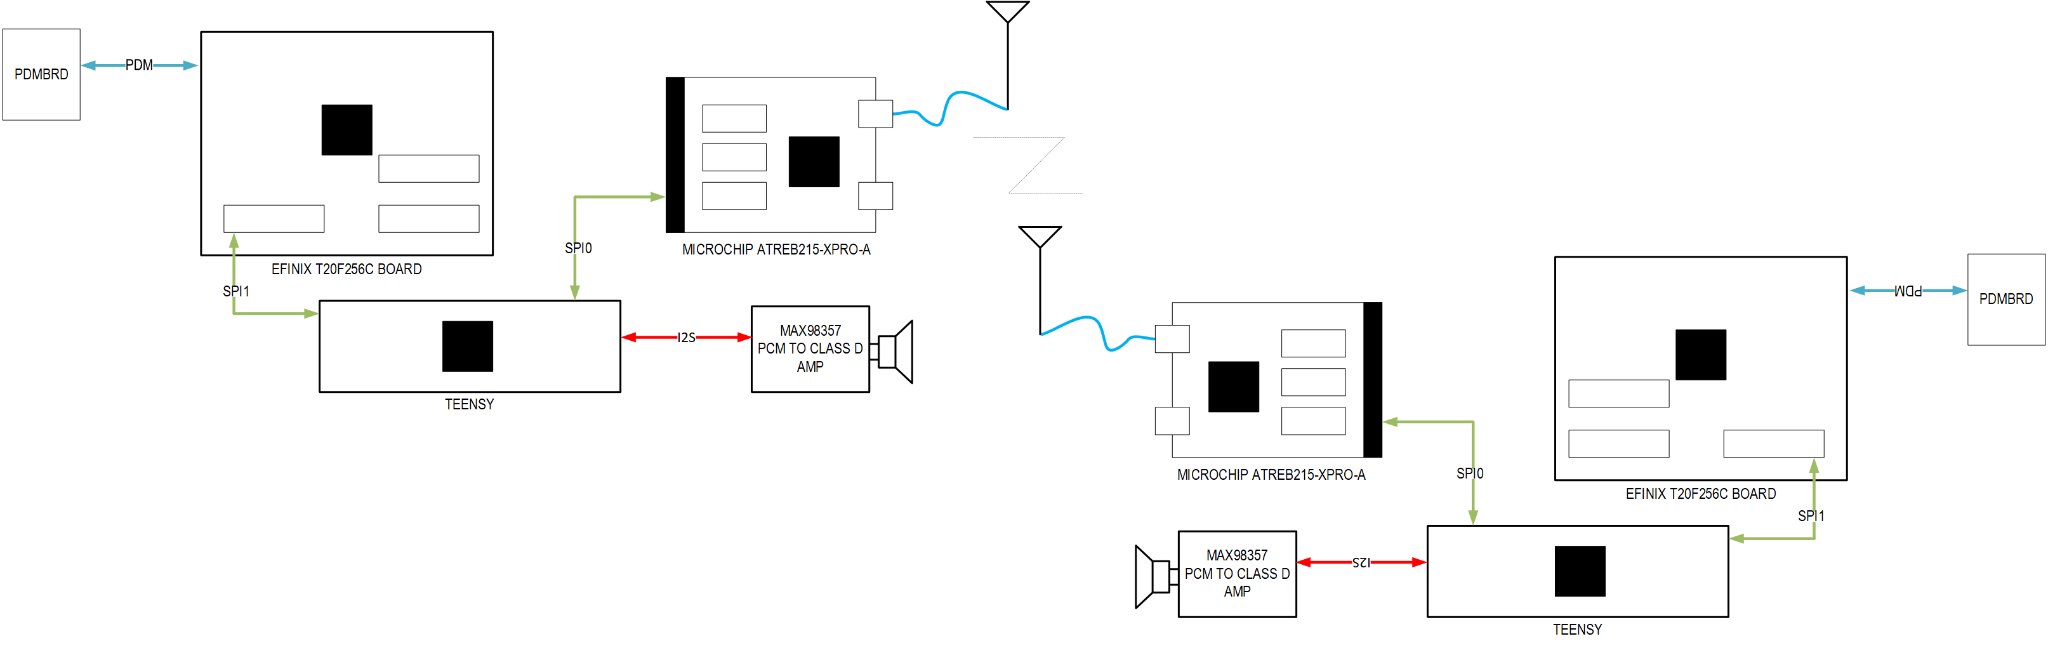 PDMBRD
PDM
EFINIX T20F256C BOARD
SPI1
SPI0
MICROCHIP ATREB215-XPRO-A
I2S
MAX98357
PCM TO CLASS D
AMP
TEENSY
MICROCHIP ATREB215-XPRO-A
SPI0
EFINIX T20F256C BOARD
PDM
PDMBRD
SPI1
MAX98357
PCM TO CLASS D
AMP
I2S
TEENSY